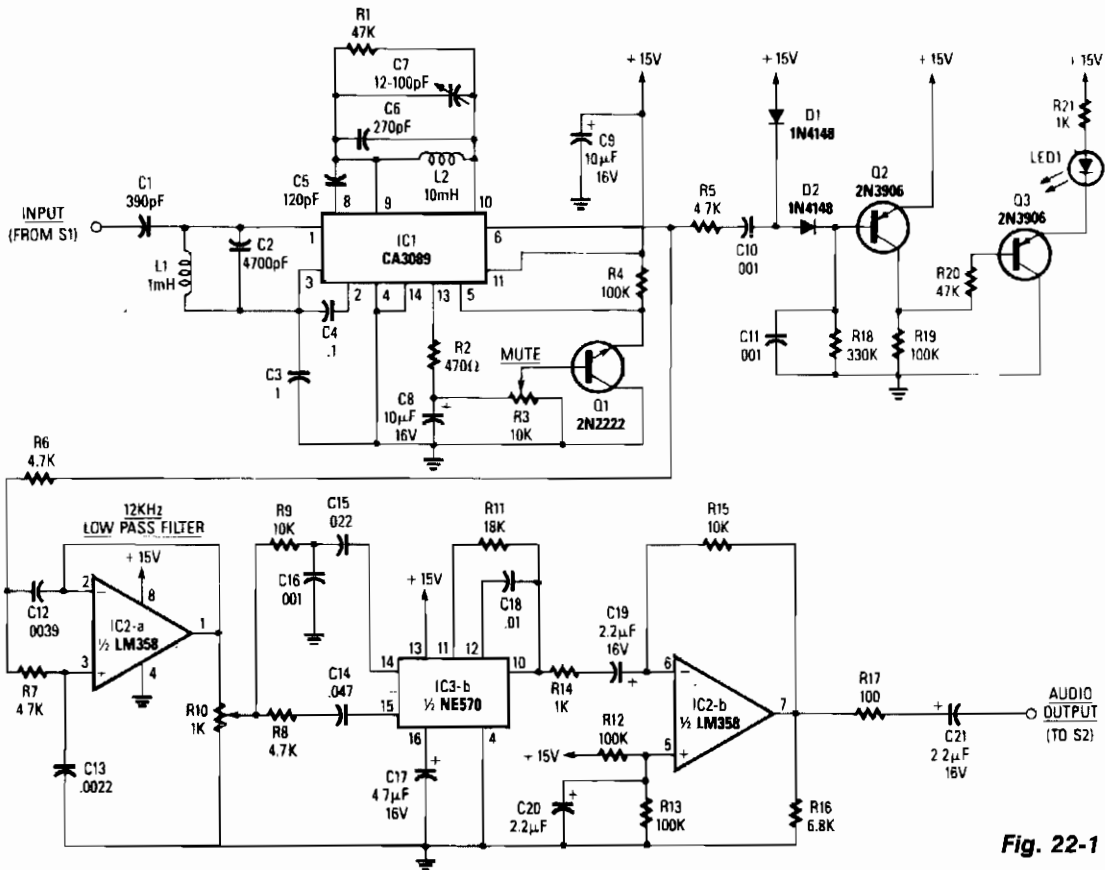 R1
47K
C7
12-100pF
C6
270pF
L2
10mH
C5
120pF
8
9
10
C1
390pF
INPUT
(FROM S1)
L1
1mH
C2
4700pF
1
IC1
CA3089
6
11
3
2
4
14
13
5
C4
.1
C3
1
R2
470Ω
C8
10µF
16V
+
MUTE
R3
10K
Q1
2N2222
R4
100K
+15V
C9
10µF
16V
+
R5
4.7K
C10
001
+15V
D1
1N4148
D2
1N4148
+15V
Q2
2N3906
C11
001
R18
330K
R19
100K
R20
47K
+15V
R21
1K
LED1
Q3
2N3906
R6
4.7K
12KHz
LOW PASS FILTER
+15V
C12
.0039
2
−
8
IC2-a
½ LM358
1
3
+
4
R7
4.7K
C13
.0022
R10
1K
R9
10K
C15
.022
C16
001
R8
4.7K
C14
.047
+15V
R11
18K
C18
.01
13
11
12
10
14
15
IC3-b
½ NE570
16
4
C17
4.7µF
16V
+
R14
1K
C19
2.2µF
16V
+
R15
10K
R12
100K
+15V
C20
2.2µF
+
R13
100K
6
−
IC2-b
½ LM358
7
5
+
R16
6.8K
R17
100
+
C21
2.2µF
16V
AUDIO
OUTPUT
(TO S2)
Fig. 22-1